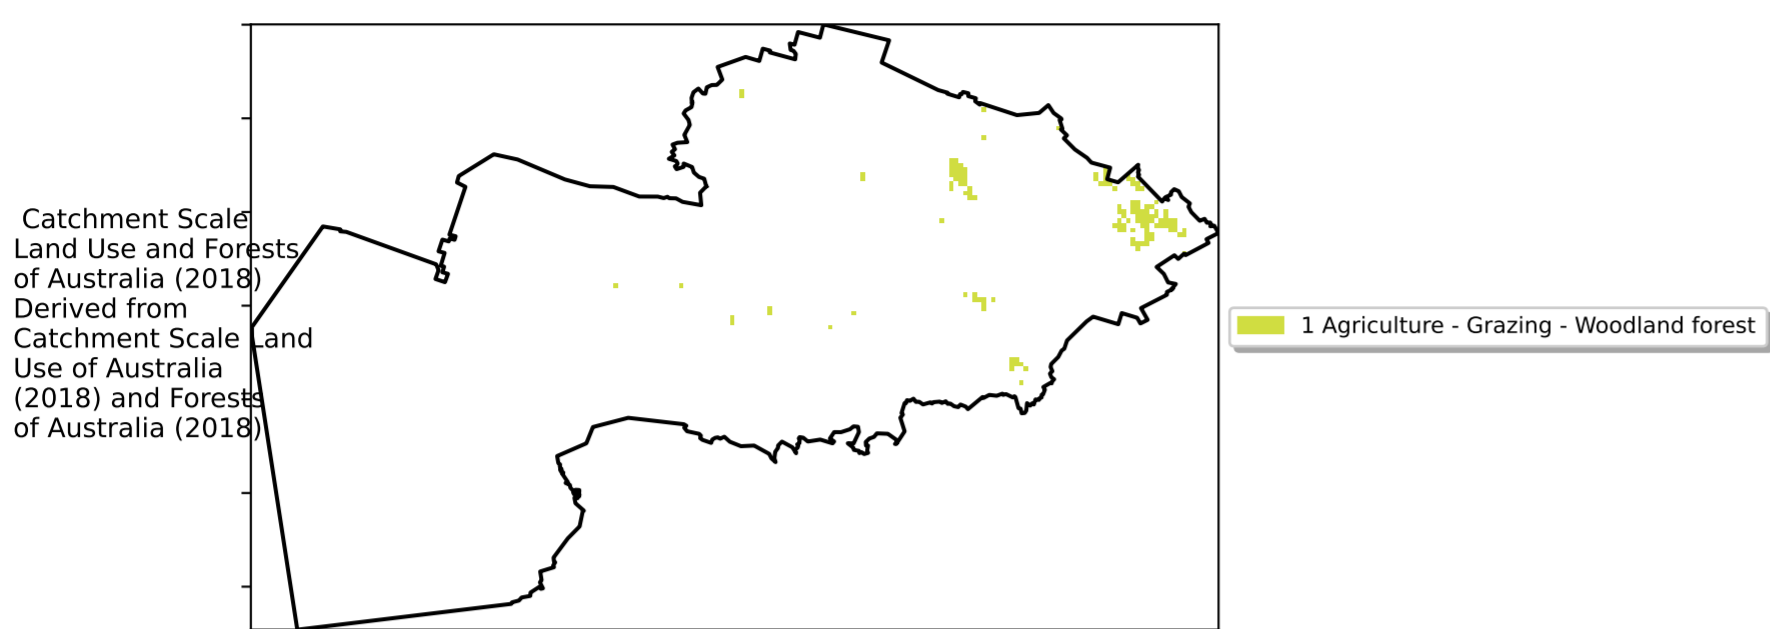 Catchment Scale
Land Use and Forests
of Australia (2018)
Derived from
Catchment Scale Land
Use of Australia
(2018) and Forests
of Australia (2018)
1 Agriculture - Grazing - Woodland forest